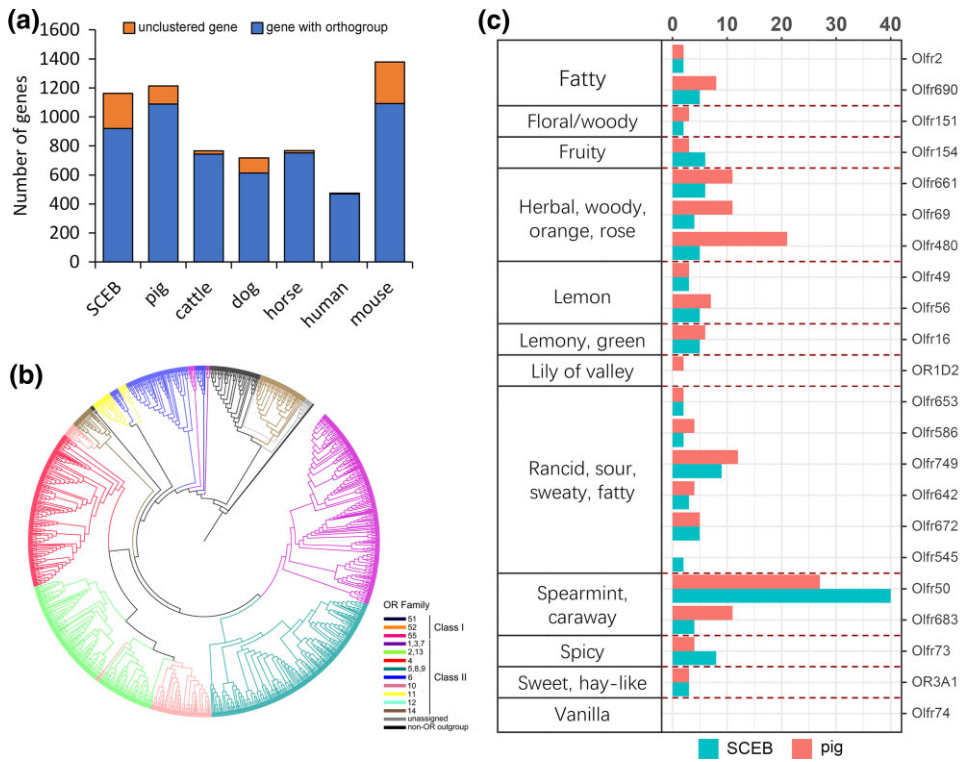 (a)
unclustered gene
gene with orthogroup
Number of genes
1600
1400
1200
1000
800
600
400
200
0
SCEB
pig
cattle
dog
horse
human
mouse
(b)
OR Family
51
52
55
1,3,7
2,13
4
5,8,9
6
10
11
12
14
unassigned
non-OR outgroup
Class I
Class II
(c)
0
10
20
30
40
Fatty
Floral/woody
Fruity
Herbal, woody,
orange, rose
Lemon
Lemony, green
Lily of valley
Rancid, sour,
sweaty, fatty
Spearmint,
caraway
Spicy
Sweet, hay-like
Vanilla
Olfr2
Olfr690
Olfr151
Olfr154
Olfr661
Olfr69
Olfr480
Olfr49
Olfr56
Olfr16
OR1D2
Olfr653
Olfr586
Olfr749
Olfr642
Olfr672
Olfr545
Olfr50
Olfr683
Olfr73
OR3A1
Olfr74
SCEB
pig